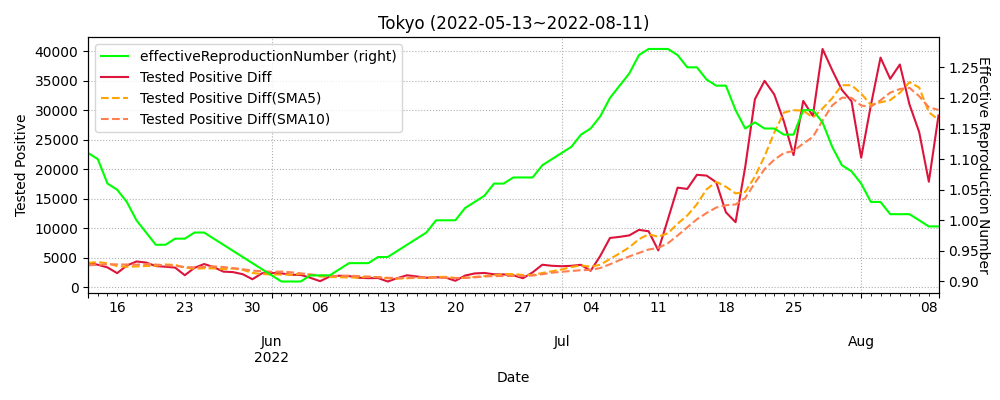 Tokyo (2022-05-13~2022-08-11)
effectiveReproductionNumber (right)
Tested Positive Diff
Tested Positive Diff(SMA5)
Tested Positive Diff(SMA10)
Tested Positive
40000
35000
30000
25000
20000
15000
10000
5000
0
Effective Reproduction Number
1.25
1.20
1.15
1.10
1.05
1.00
0.95
0.90
16 23 30 06 13 20 27 04 11 18 25 08
Jun Jul Aug
2022
Date